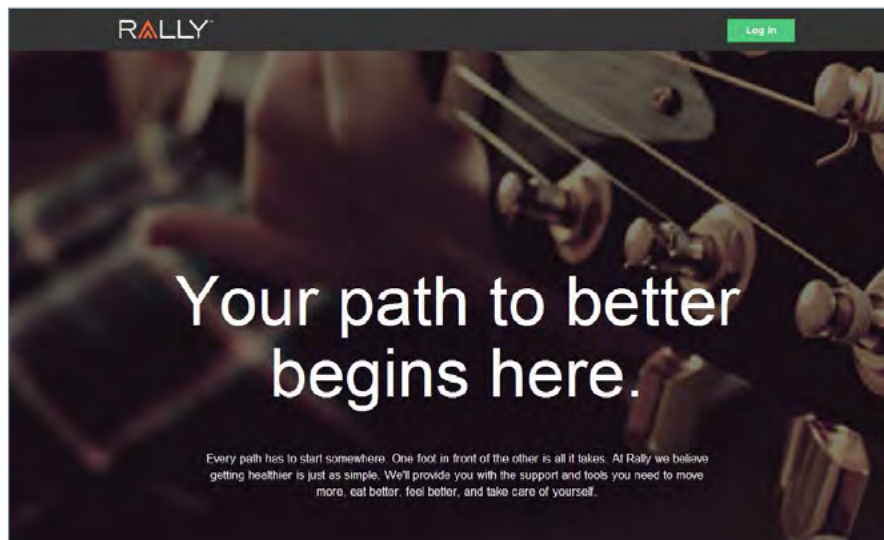 RALLY
Log in
Your path to better
begins here.
Every path has to start somewhere. One foot in front of the other is all it takes. At Rally we believe
getting healthier is just as simple. We'll provide you with the support and tools you need to move
more, eat better, feel better, and take care of yourself.